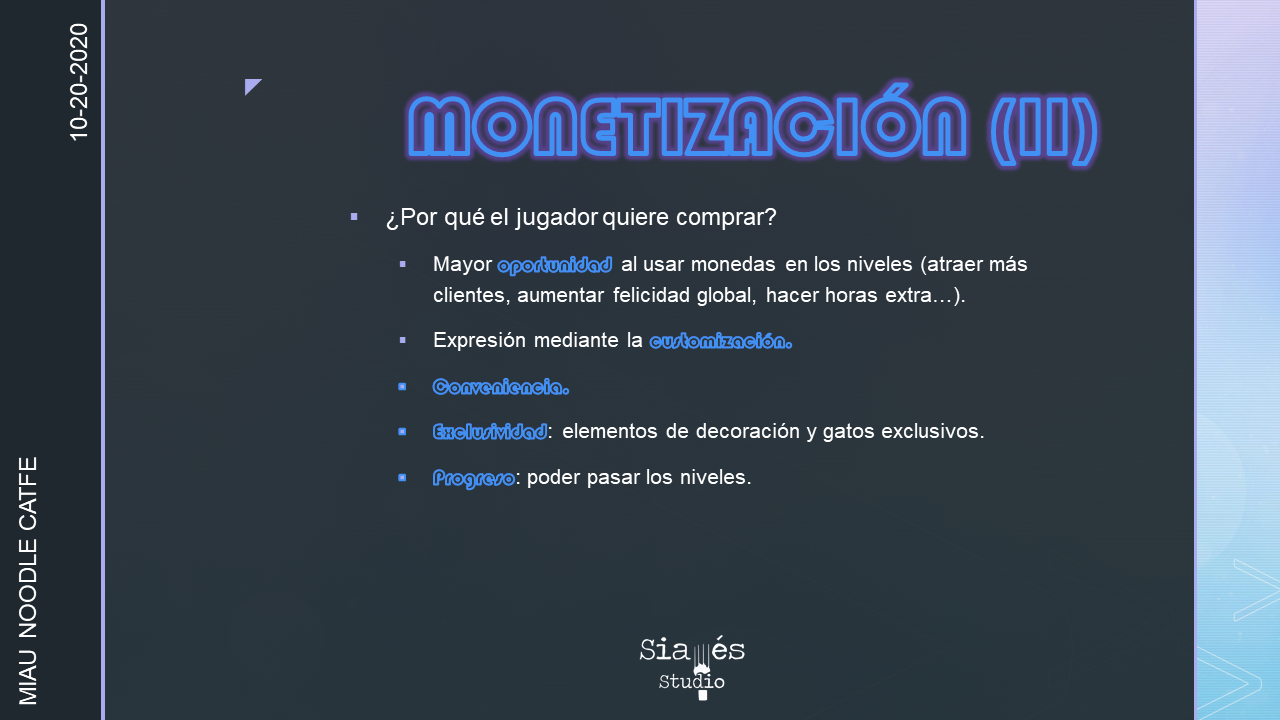 10-20-2020
MIAU NOODLE CATFE
MONETIZACIÓN (II)
¿Por qué el jugador quiere comprar?
Mayor oportunidad al usar monedas en los niveles (atraer más
clientes, aumentar felicidad global, hacer horas extra…).
Expresión mediante la customización.
Conveniencia.
Exclusividad: elementos de decoración y gatos exclusivos.
Progreso: poder pasar los niveles.
Siamés
Studio